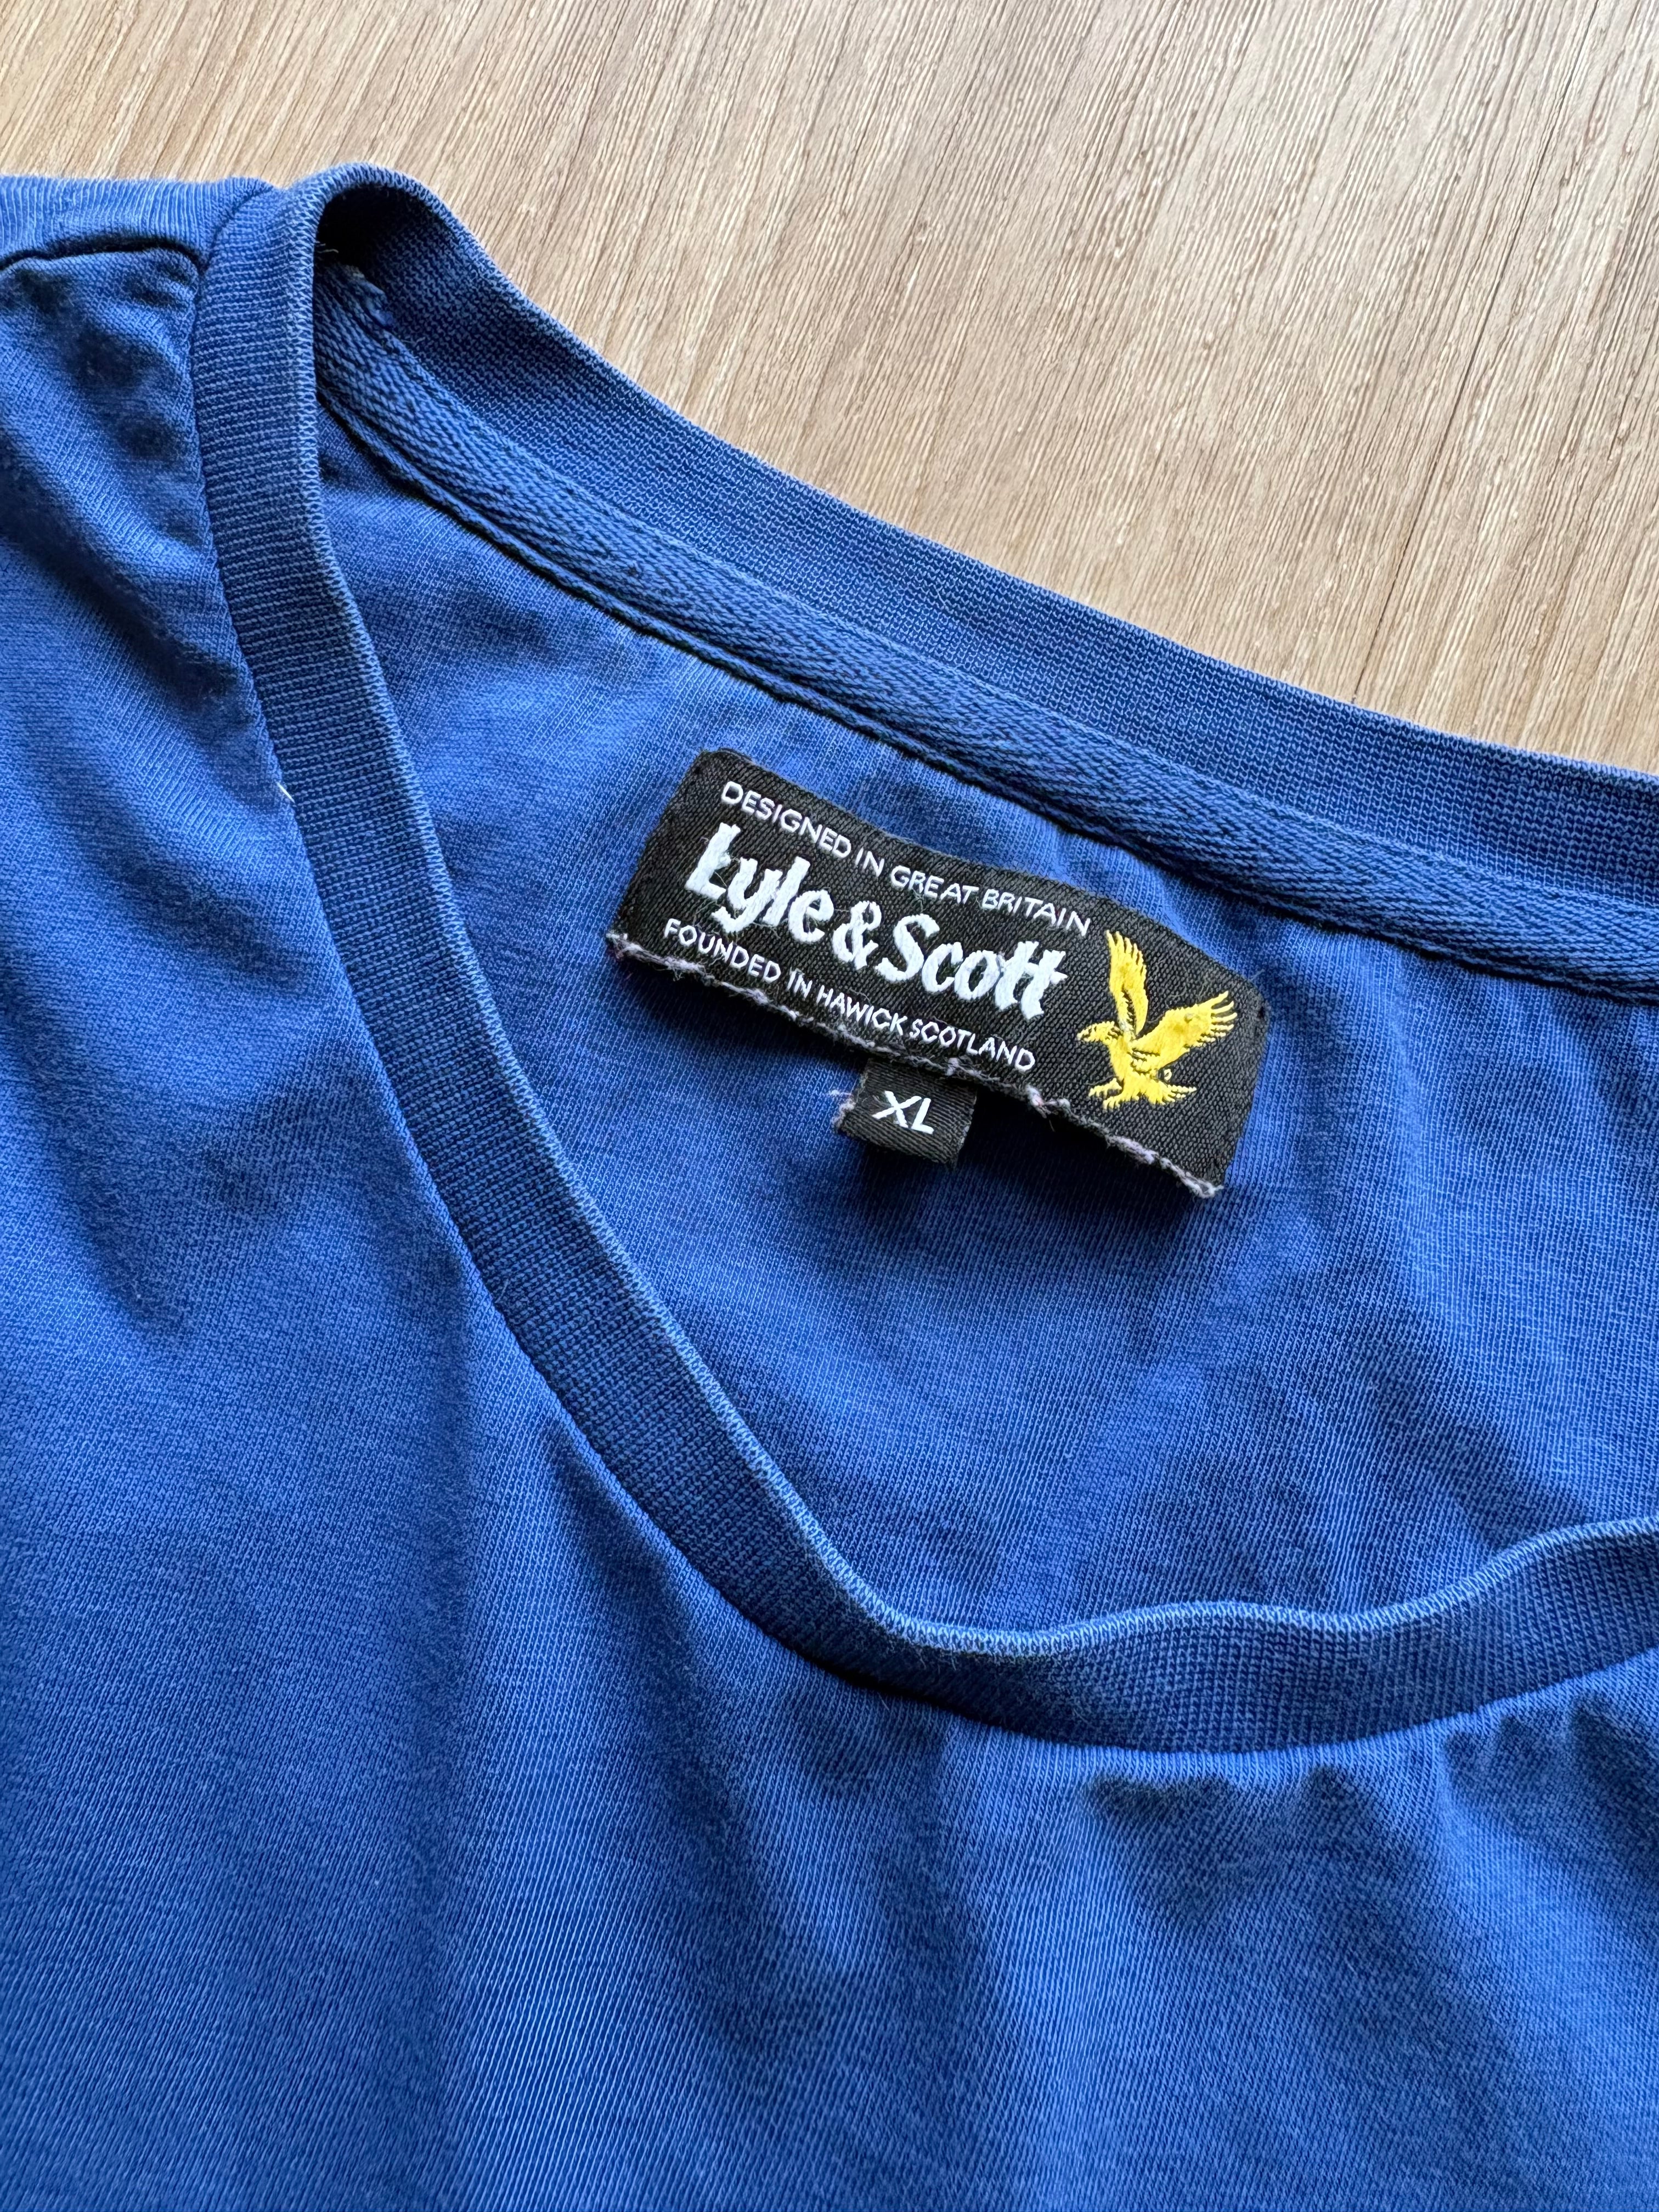 DESIGNED IN GREAT BRITAIN
Lyle & Scott
FOUNDED IN HAWICK SCOTLAND
XL